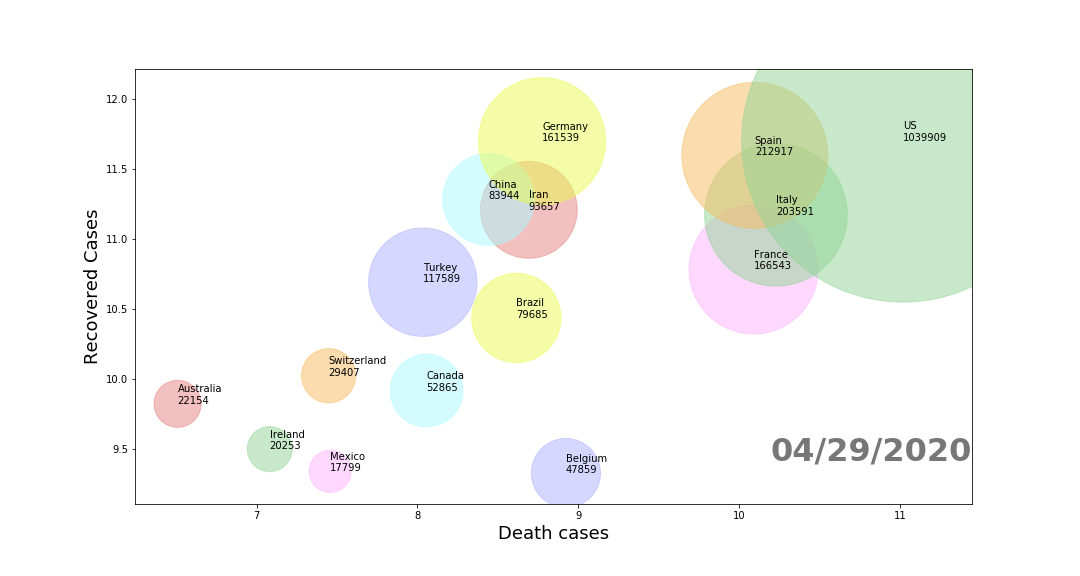 12.0
11.5
11.0
10.5
10.0
9.5
Recovered Cases
Germany
161539
US
1039909
Spain
212917
China
83944
Iran
93657
Italy
203591
France
166543
Turkey
117589
Brazil
79685
Switzerland
29407
Canada
52865
Australia
22154
Ireland
20253
Mexico
17799
Belgium
47859
04/29/2020
7
8
9
10
11
Death cases